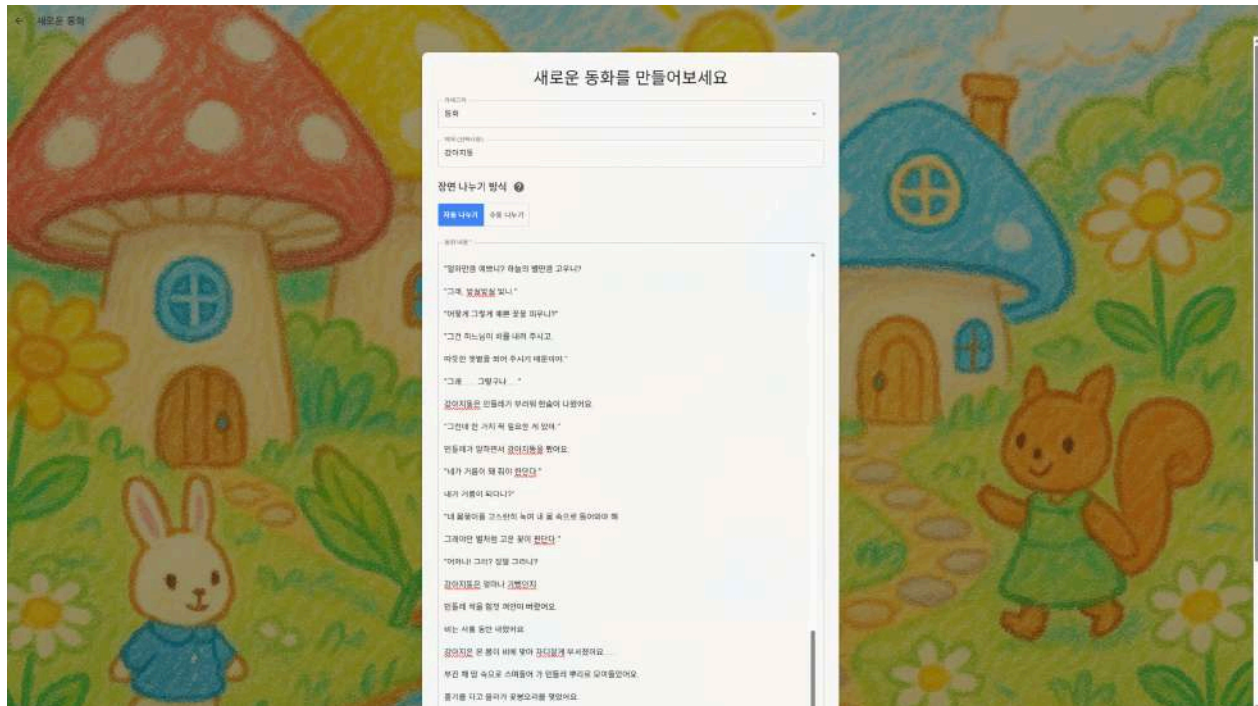 ← 새로운 동화
새로운 동화를 만들어보세요
카테고리
동화
제목 (선택사항)
강아지똥
장면 나누기 방식
자동 나누기 수동 나누기
동화 내용 *
"얼마만큼 예쁘니? 하늘의 별만큼 고우니?
"그래, 방실방실 빛나."
"어떻게 그렇게 예쁜 꽃을 피우니?"
"그건 하느님이 비를 내려 주시고,
따뜻한 햇볕을 쬐어 주시기 때문이야."
"그래...... 그렇구나...."
강아지똥은 민들레가 부러워 한숨이 나왔어요.
"그런데 한 가지 꼭 필요한 게 있어."
민들레가 말하면서 강아지똥을 봤어요.
"네가 거름이 돼 줘야 한단다."
내가 거름이 되다니?"
"네 몸뚱이를 고스란히 녹여 내 몸 속으로 들어와야 해
그래야만 별처럼 고운 꽃이 핀단다."
"어머나! 그러? 정말 그러니?
강아지똥은 얼마나 기뻤던지
민들레 싹을 힘껏 껴안아 버렸어요.
비는 사흘 동안 내렸어요.
온 몸이 비에 맞아 자디잘게 부서졌어요....
부서진 채 땅 속으로 스며들어 가 민들레 뿌리로 모여들었어요.
줄기를 타고 올라가 꽃봉오리를 맺었어요.